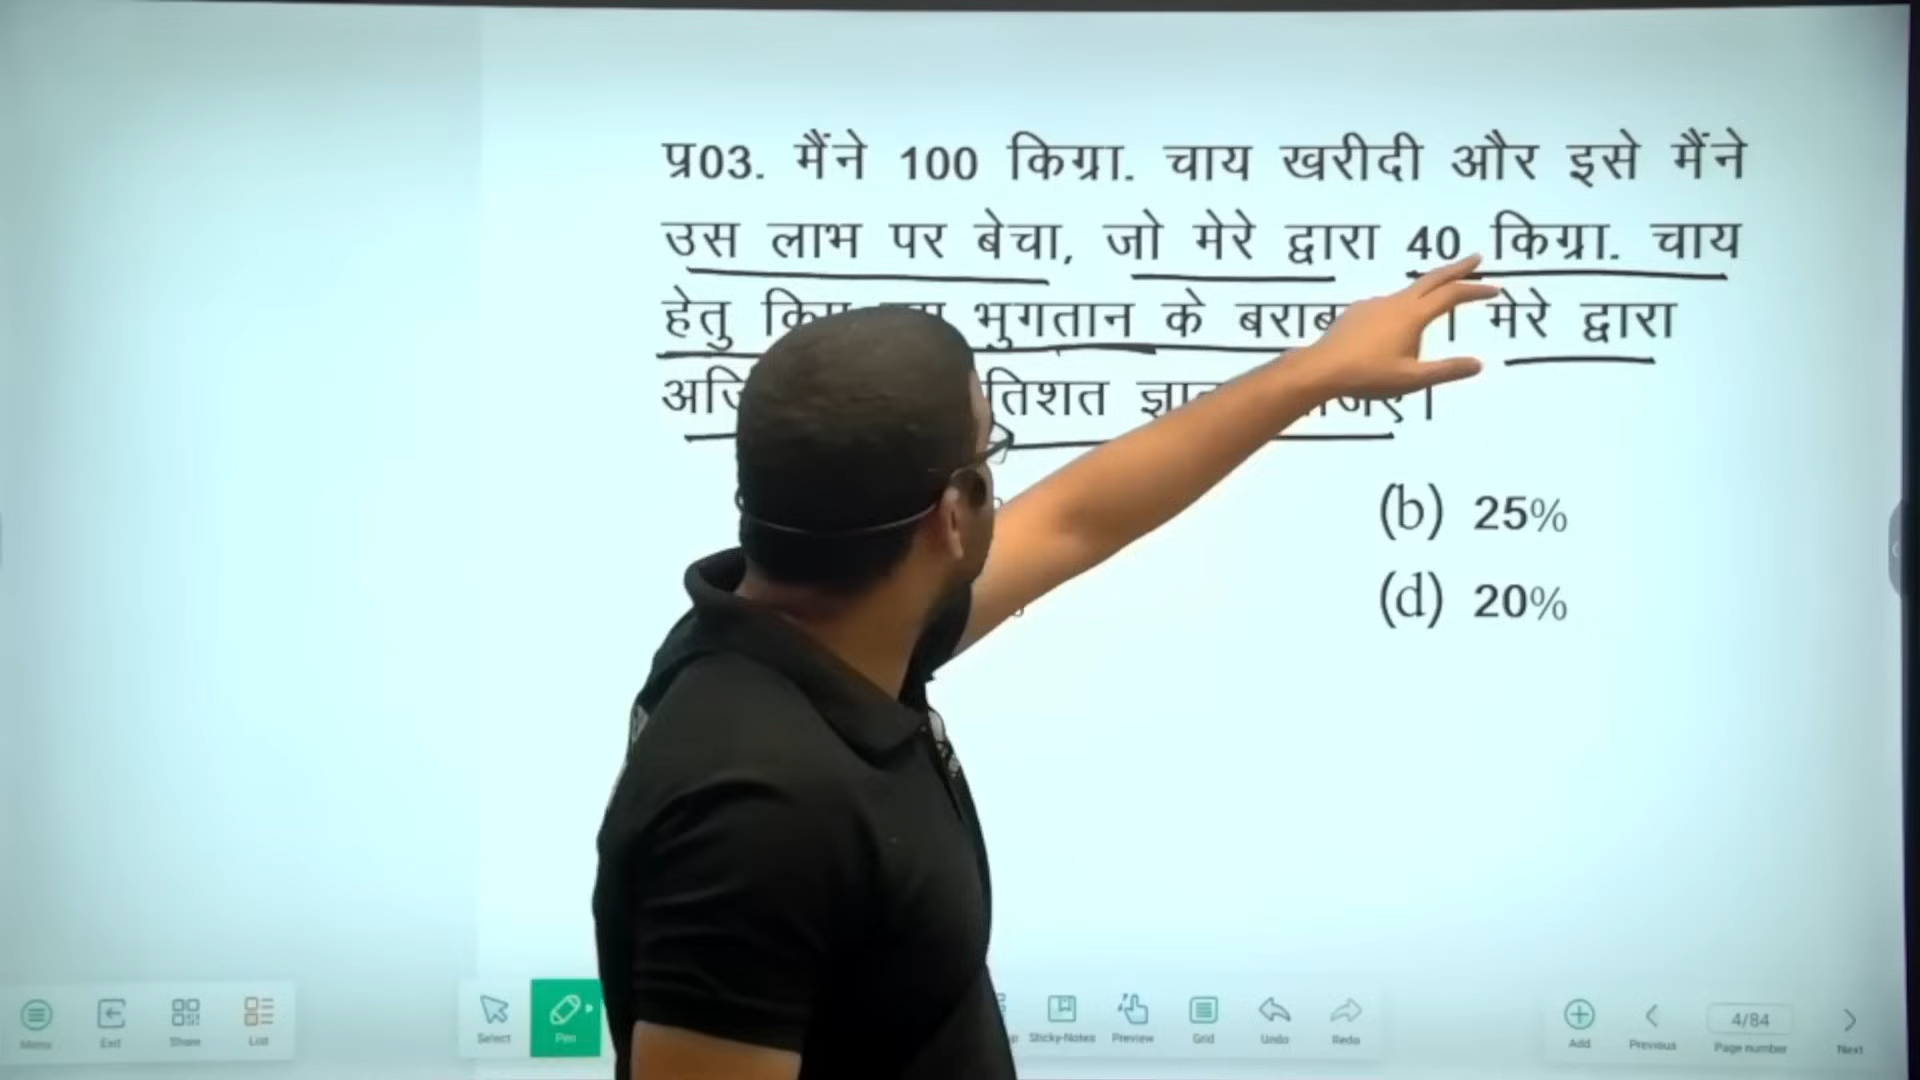 प्र03. मैंने 100 किग्रा. चाय खरीदी और इसे मैंने
उस लाभ पर बेचा, जो मेरे द्वारा 40 किग्रा. चाय
हेतु भुगतान के । मेरे द्वारा
(b) 25%
(d) 20%
Menu
Exit
Share
List
Select
Pen
Sticky-Notes
Preview
Grid
Undo
Redo
Add
Previous
4/84
Page number
Next